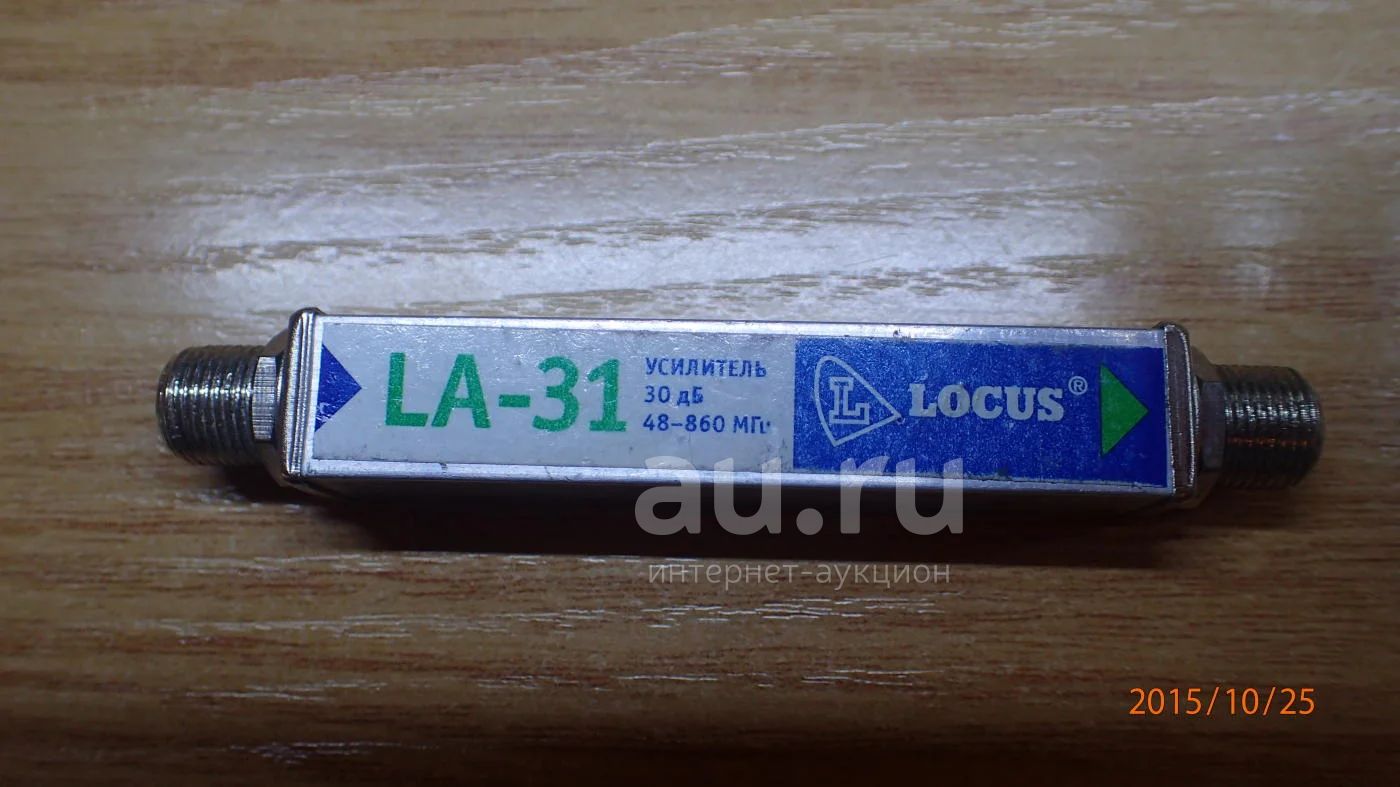 LA-31
УСИЛИТЕЛЬ
30 дБ
48-860 МГц
L LOCUS®
au.ru
интернет-аукцион
2015/10/25